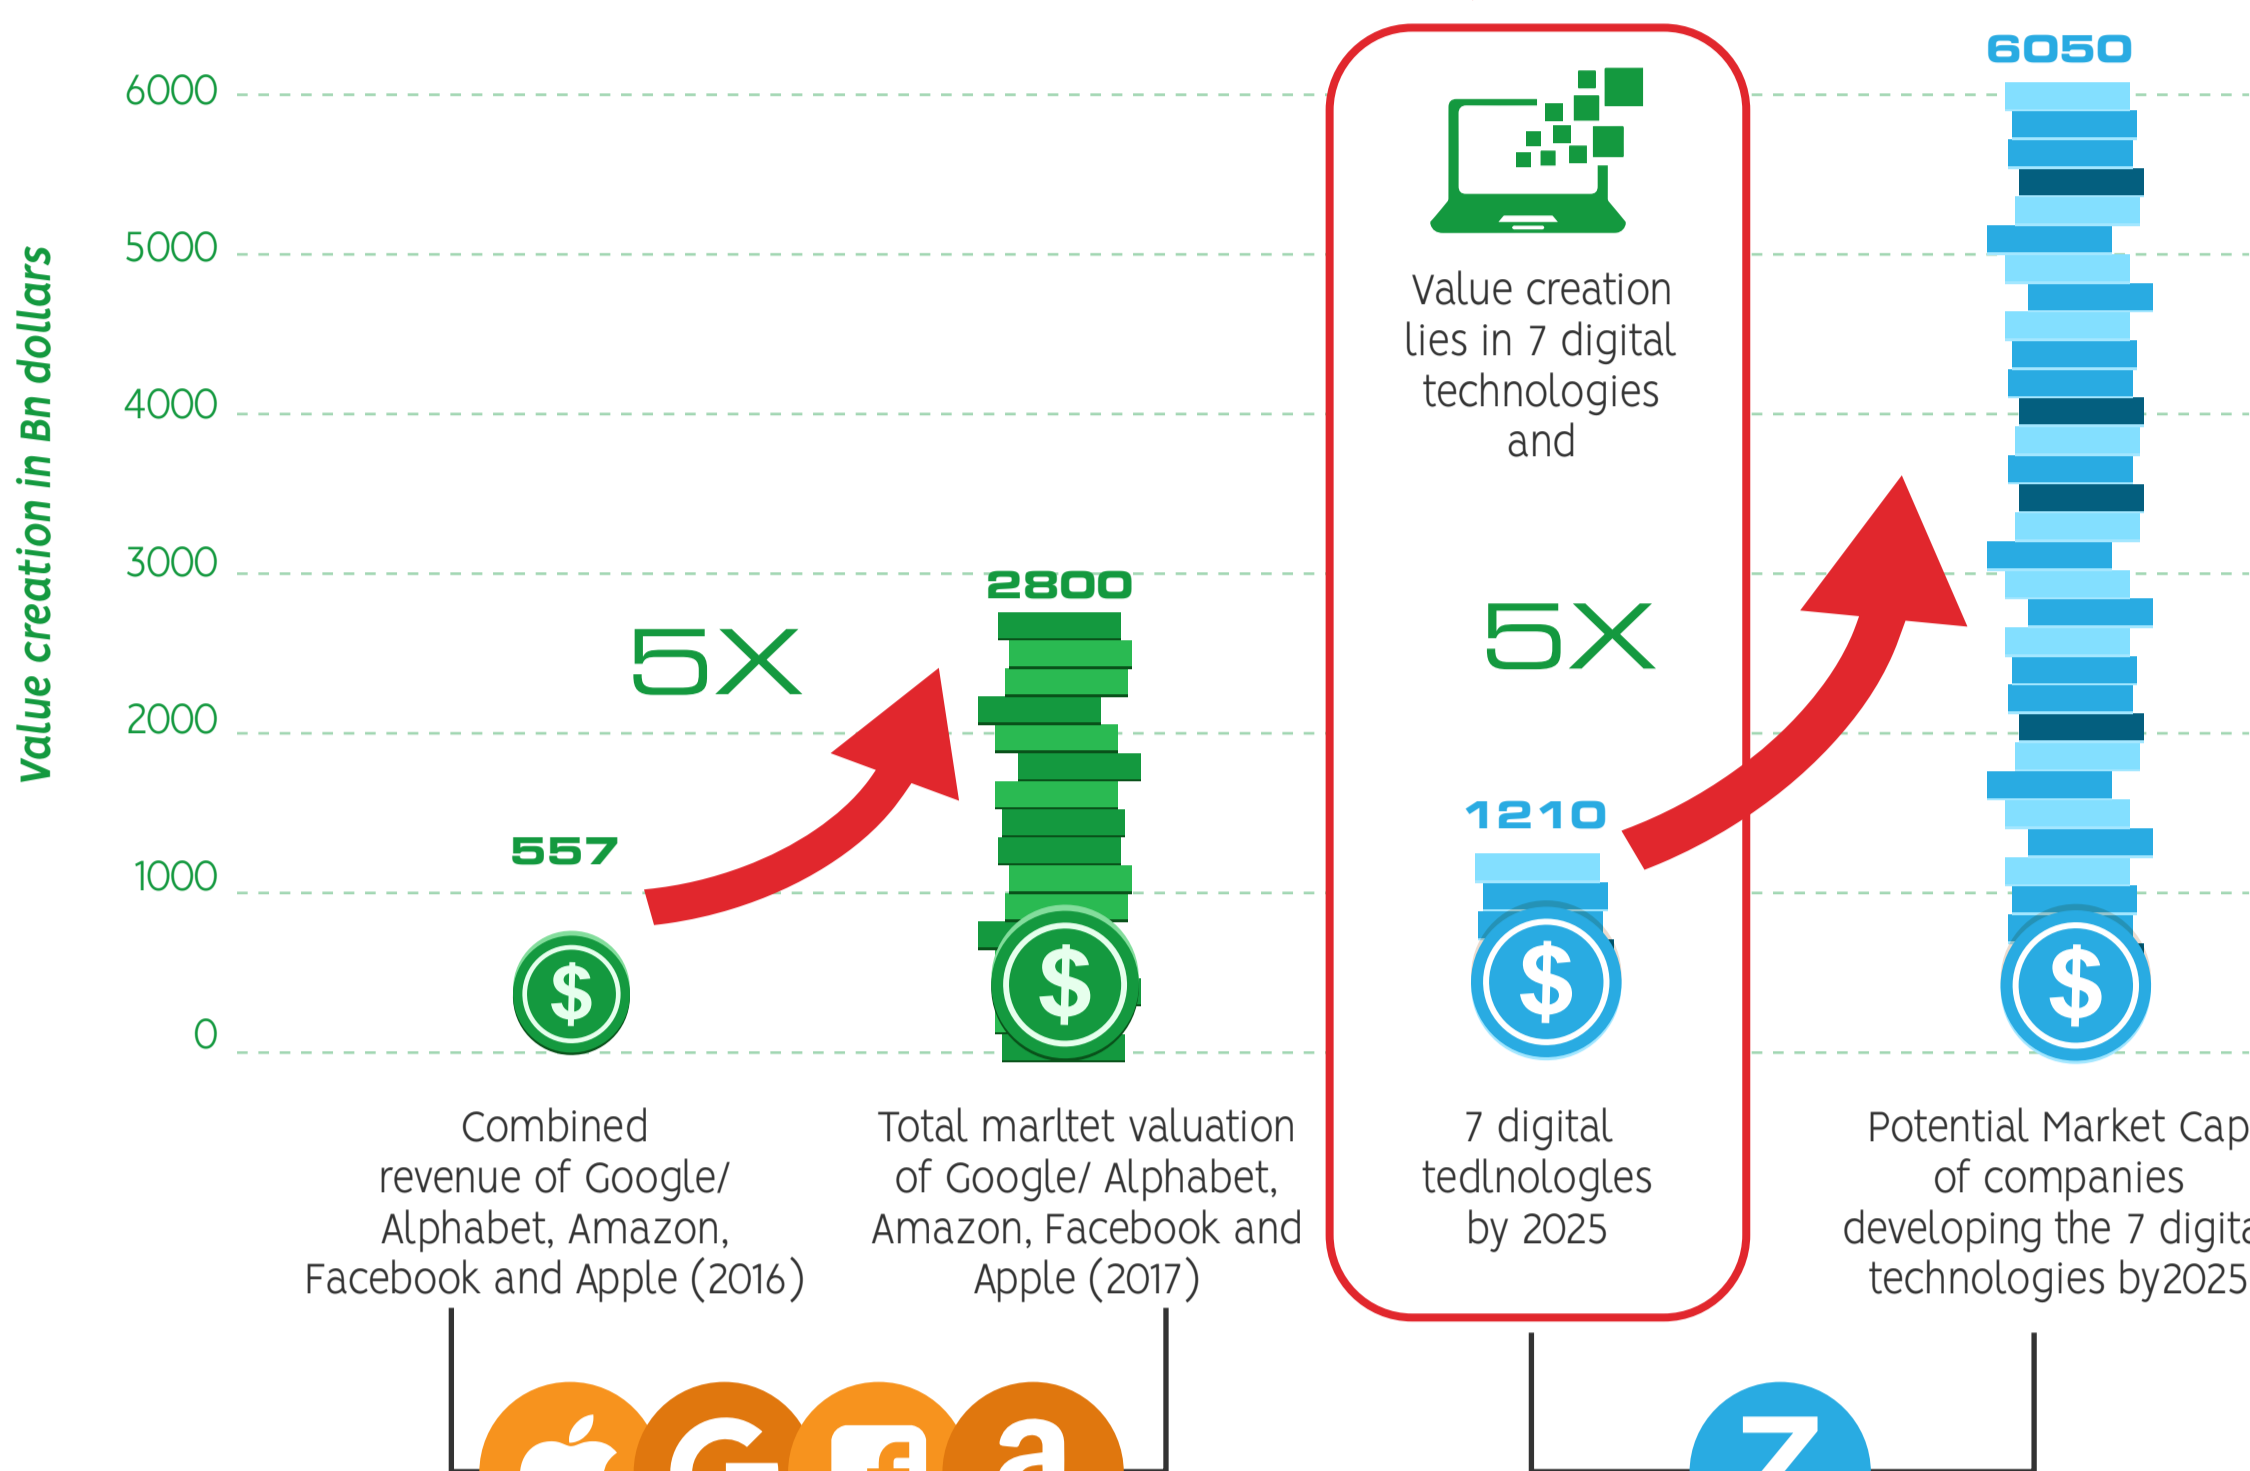 Value creation in Bn dollars
6000
5000
4000
3000
2000
1000
0
557
5X
2800
Value creation
lies in 7 digital
technologies
and
5X
1210
6050
$
$
$
$
Combined
revenue of Google/
Alphabet, Amazon,
Facebook and Apple (2016)
Total marltet valuation
of Google/ Alphabet,
Amazon, Facebook and
Apple (2017)
7 digital
tedlnologles
by 2025
Potential Market Cap
of companies
developing the 7 digita
technologies by2025
G
f
a